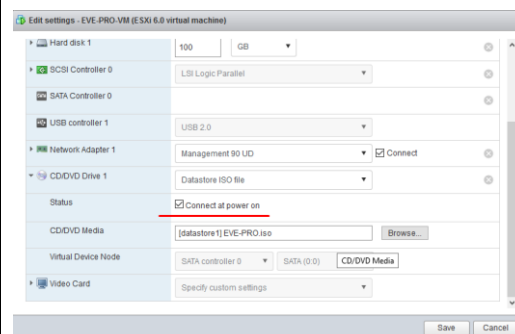 Edit settings - EVE-PRO-VM (ESXi 6.0 virtual machine)
Hard disk 1 100 GB
SCSI Controller 0 LSI Logic Parallel
SATA Controller 0
USB controller 1 USB 2.0
Network Adapter 1 Management 90 UD Connect
CD/DVD Drive 1 Datastore ISO file
Status Connect at power on
CD/DVD Media [datastore1] EVE-PRO.iso Browse...
Virtual Device Node SATA controller 0 SATA (0:0) CD/DVD Media
Video Card Specify custom settings
Save Cancel